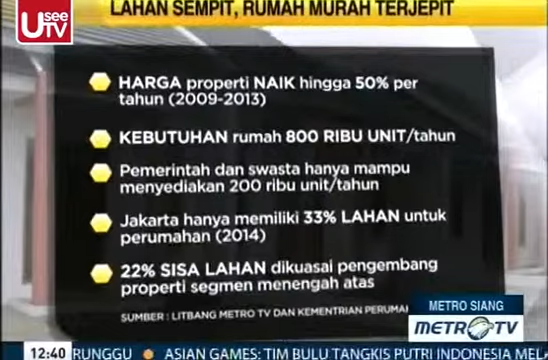 Usee
TV
LAHAN SEMPIT, RUMAH MURAH TERJEPIT
HARGA properti NAIK hingga 50% per
tahun (2009-2013)
KEBUTUHAN rumah 800 RIBU UNIT/tahun
Pemerintah dan swasta hanya mampu
menyediakan 200 ribu unit/tahun
Jakarta hanya memiliki 33% LAHAN untuk
perumahan (2014)
22% SISA LAHAN dikuasai pengembang
properti segmen menengah atas
SUMBER : LITBANG METRO TV DAN KEMENTRIAN PERUMA
METRO SIANG
METRO TV
12:40 RUNGGU ASIAN GAMES: TIM BULU TANGKIS PUTRI INDONESIA MEL